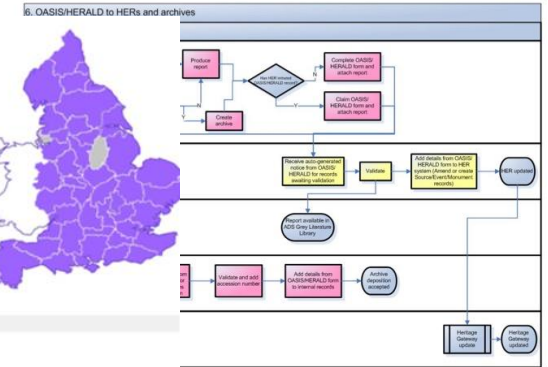 6. OASIS/HERALD to HERs and archives
Produce
report
Create
archive
N
Has HER initiated
OASIS/HERALD record?
N
Y
Complete OASIS/
HERALD form and
attach report
Claim OASIS/
HERALD form and
attach report
Receive auto-generated
notice from OASIS/
HERALD for records
awaiting validation
Validate
Add details from OASIS/
HERALD form to HER
system (Amend or create
Source/Event/Monument
records)
HER updated
Report available in
ADS Grey Literature
Library
Validate and add
accession number
Add details from
OASIS/HERALD form
to internal records
Archive
deposition
accepted
Heritage
Gateway
update
Heritage
Gateway
updated